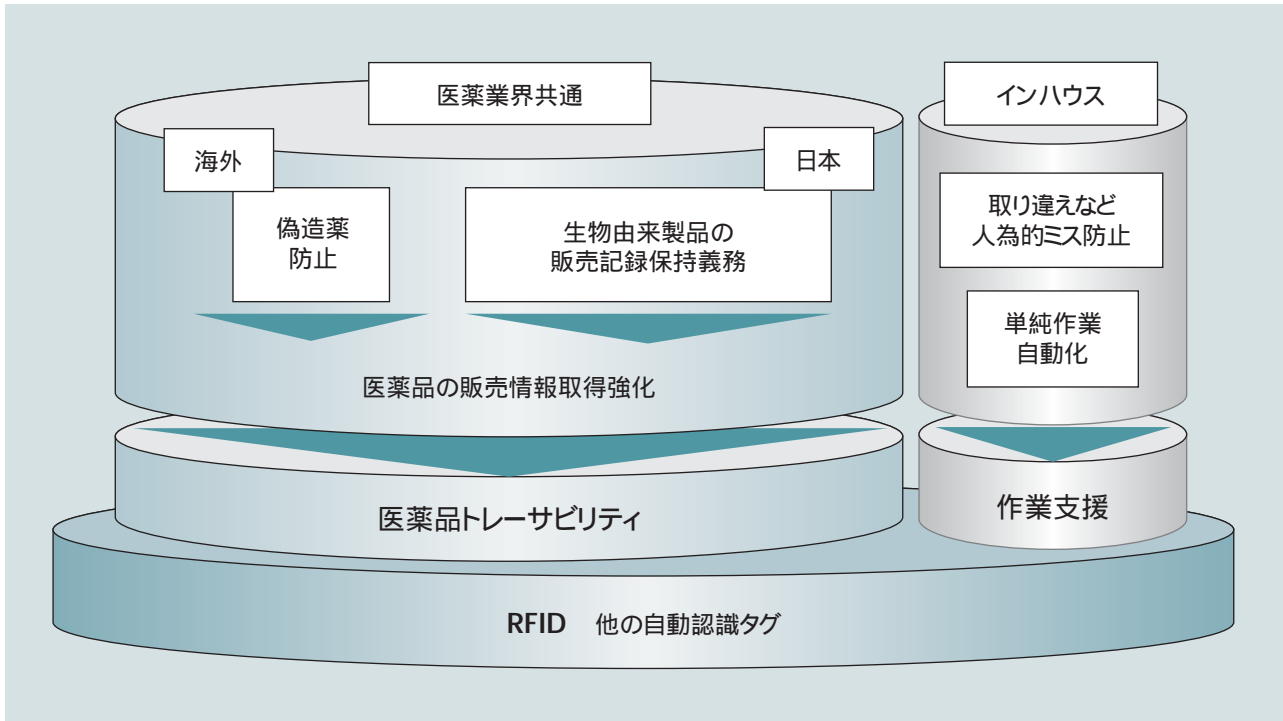 医薬業界共通
海外
偽造薬
防止
日本
生物由来製品の
販売記録保持義務
医薬品の販売情報取得強化
医薬品トレーサビリティ
インハウス
取り違えなど
人為的ミス防止
単純作業
自動化
作業支援
RFID 他の自動認識タグ